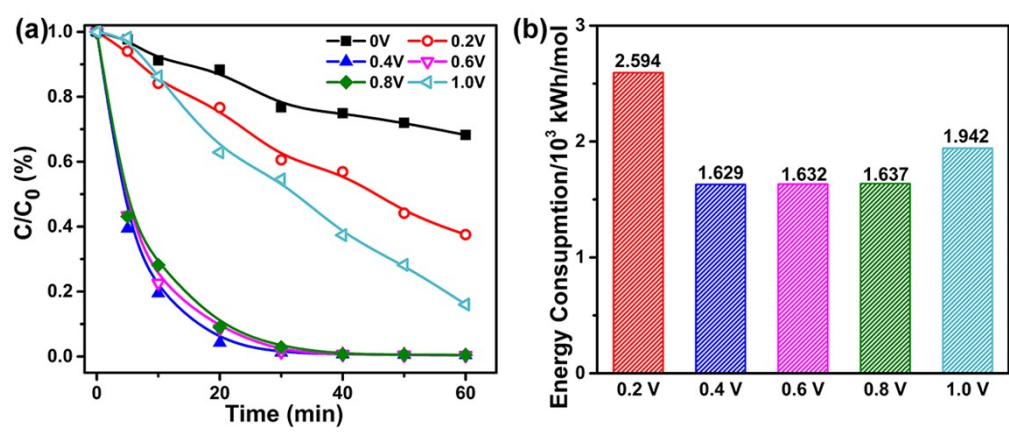 (a)
C/C0 (%)
1.0
0.8
0.6
0.4
0.2
0.0
0V 0.2V
0.4V 0.6V
0.8V 1.0V
0 20 40 60
Time (min)
(b)
Energy Consupmtion/10³ kWh/mol
3
2
1
0
2.594
1.629
1.632
1.637
1.942
0.2 V 0.4 V 0.6 V 0.8 V 1.0 V